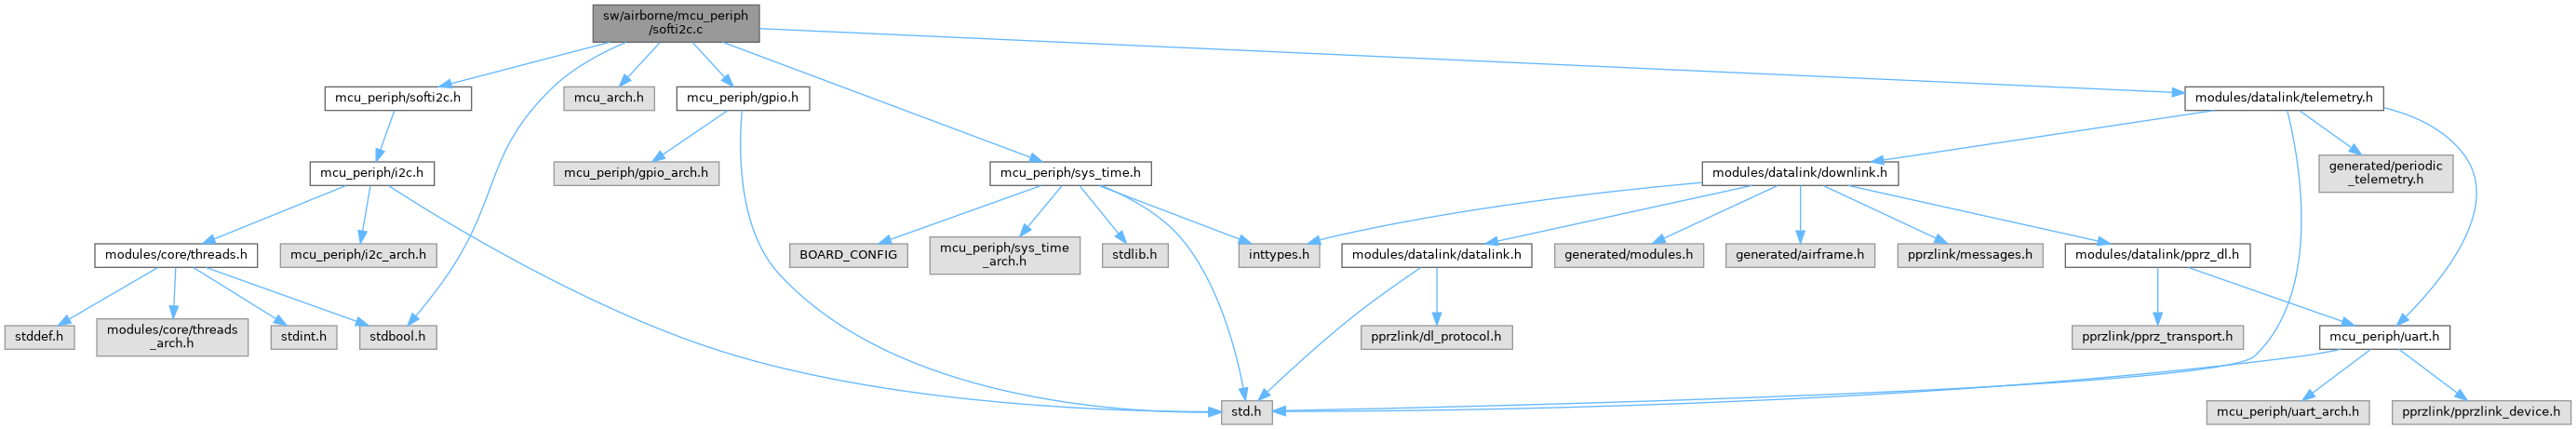 sw/airborne/mcu_periph
/softi2c.c
mcu_periph/softi2c.h
mcu_arch.h
mcu_periph/gpio.h
modules/datalink/telemetry.h
mcu_periph/i2c.h
mcu_periph/gpio_arch.h
mcu_periph/sys_time.h
modules/datalink/downlink.h
generated/periodic
_telemetry.h
modules/core/threads.h
mcu_periph/i2c_arch.h
BOARD_CONFIG
mcu_periph/sys_time
_arch.h
stdlib.h
inttypes.h
modules/datalink/datalink.h
generated/modules.h
generated/airframe.h
pprzlink/messages.h
modules/datalink/pprz_dl.h
stddef.h
modules/core/threads
_arch.h
stdint.h
stdbool.h
pprzlink/dl_protocol.h
pprzlink/pprz_transport.h
mcu_periph/uart.h
std.h
mcu_periph/uart_arch.h
pprzlink/pprzlink_device.h